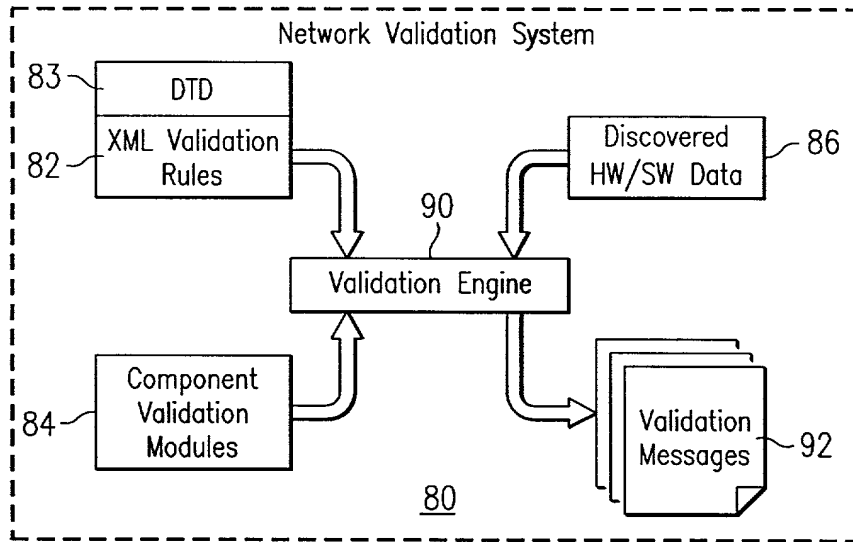 Network Validation System
83
DTD
82
XML Validation
Rules
Discovered
HW/SW Data
86
90
Validation Engine
84
Component
Validation
Modules
Validation
Messages
92
80